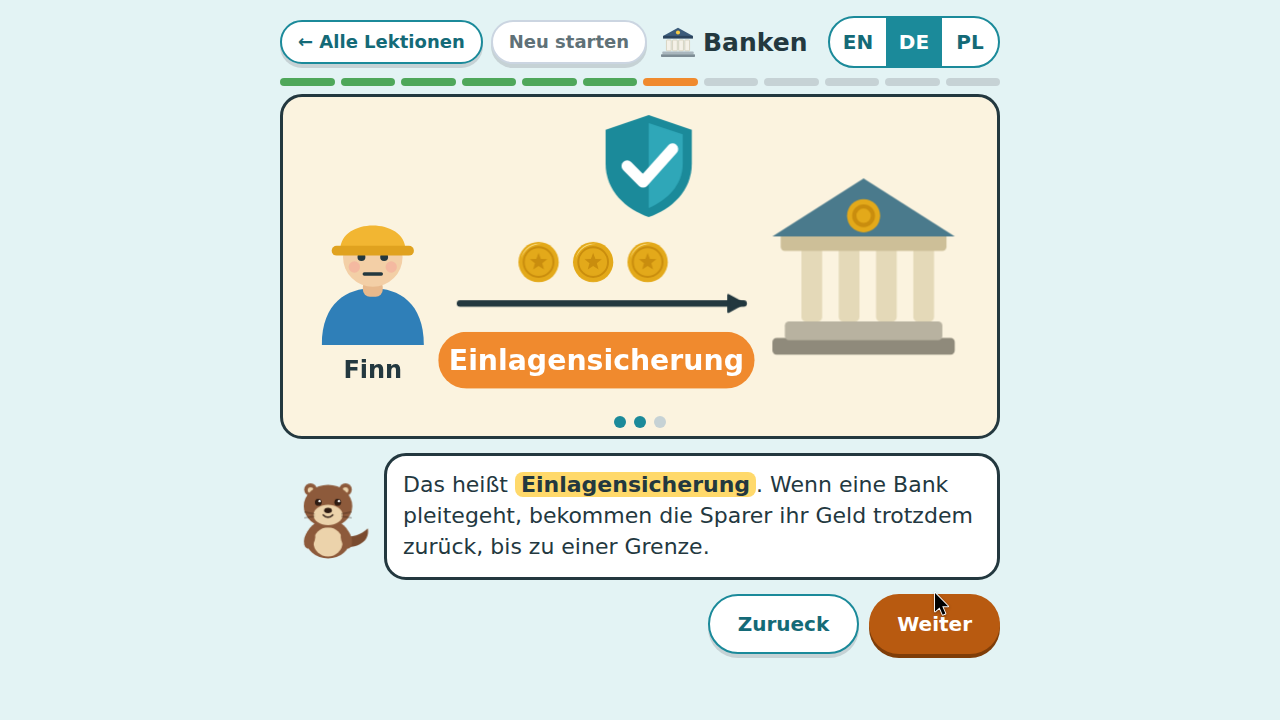 ← Alle Lektionen
Neu starten
Banken
EN
DE
PL
Einlagensicherung
Finn
Das heißt Einlagensicherung. Wenn eine Bank
pleitegeht, bekommen die Sparer ihr Geld trotzdem
zurück, bis zu einer Grenze.
Zurueck
Weiter